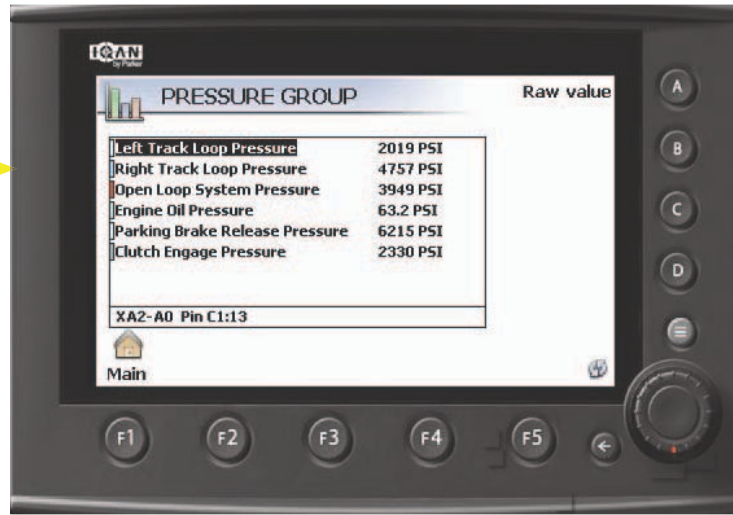 IQAN
by Parker
PRESSURE GROUP
Raw value
Left Track Loop Pressure 2019 PSI
Right Track Loop Pressure 4757 PSI
Open Loop System Pressure 3949 PSI
Engine Oil Pressure 63.2 PSI
Parking Brake Release Pressure 6215 PSI
Clutch Engage Pressure 2330 PSI
XA2-A0 Pin C1:13
Main
A
B
C
D
F1 F2 F3 F4 F5